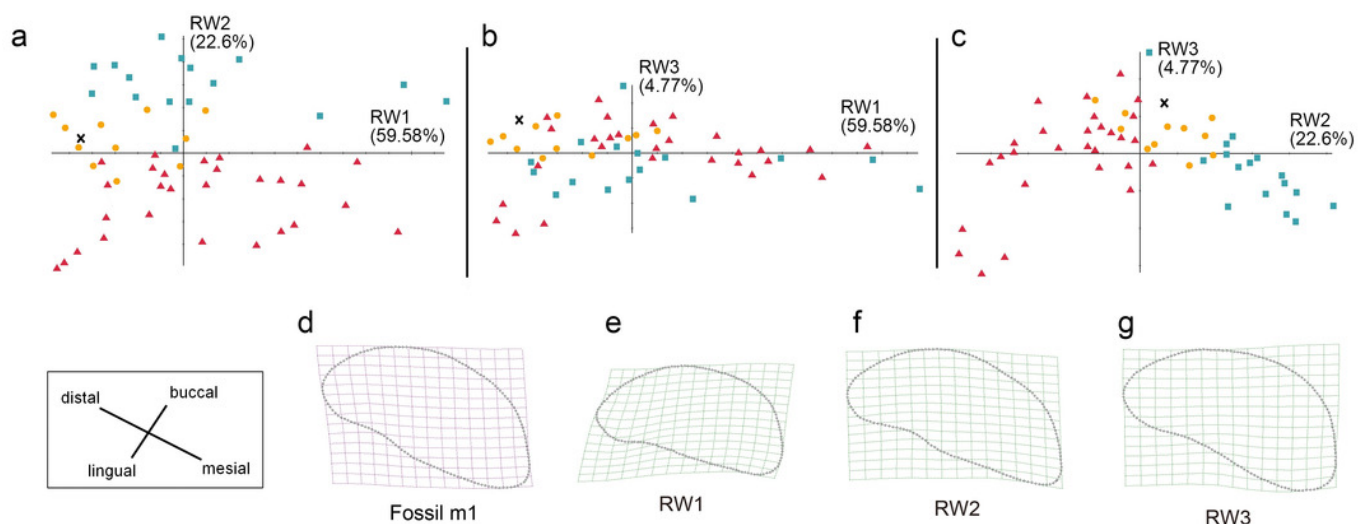 a
RW2
(22.6%)
RW1
(59.58%)
b
RW3
(4.77%)
RW1
(59.58%)
c
RW3
(4.77%)
RW2
(22.6%)
distal
buccal
lingual
mesial
d
Fossil m1
e
RW1
f
RW2
g
RW3